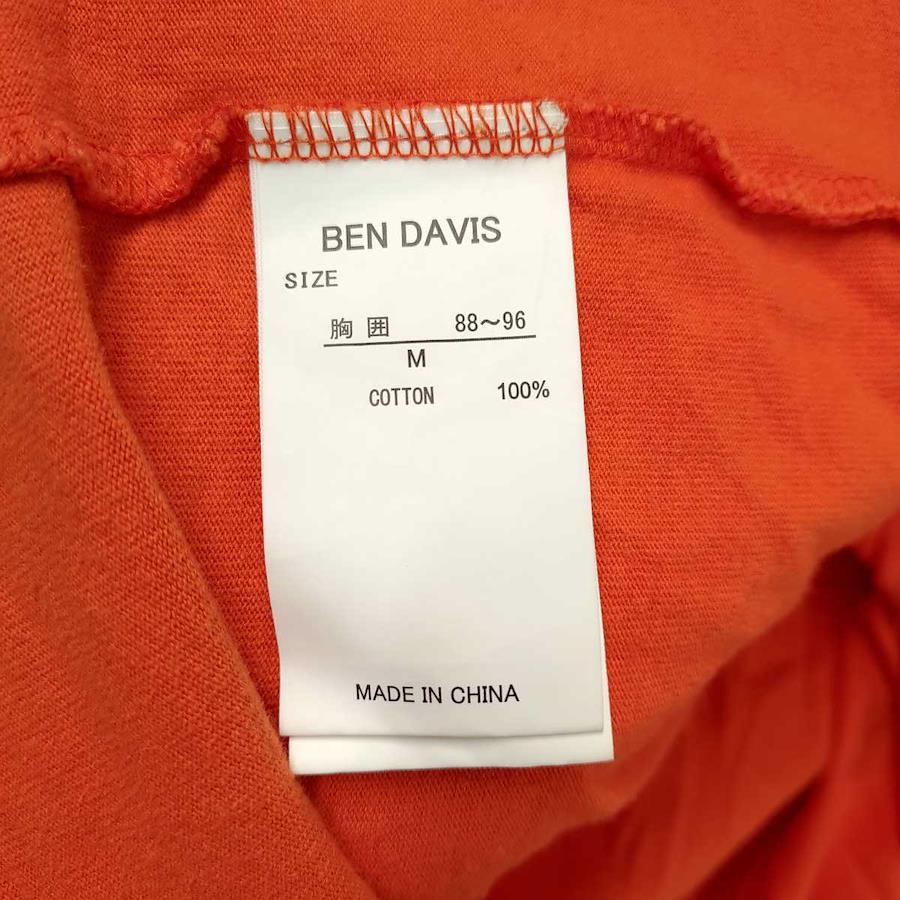 BEN DAVIS
SIZE
胸 囲 88～96
M
COTTON 100%
MADE IN CHINA